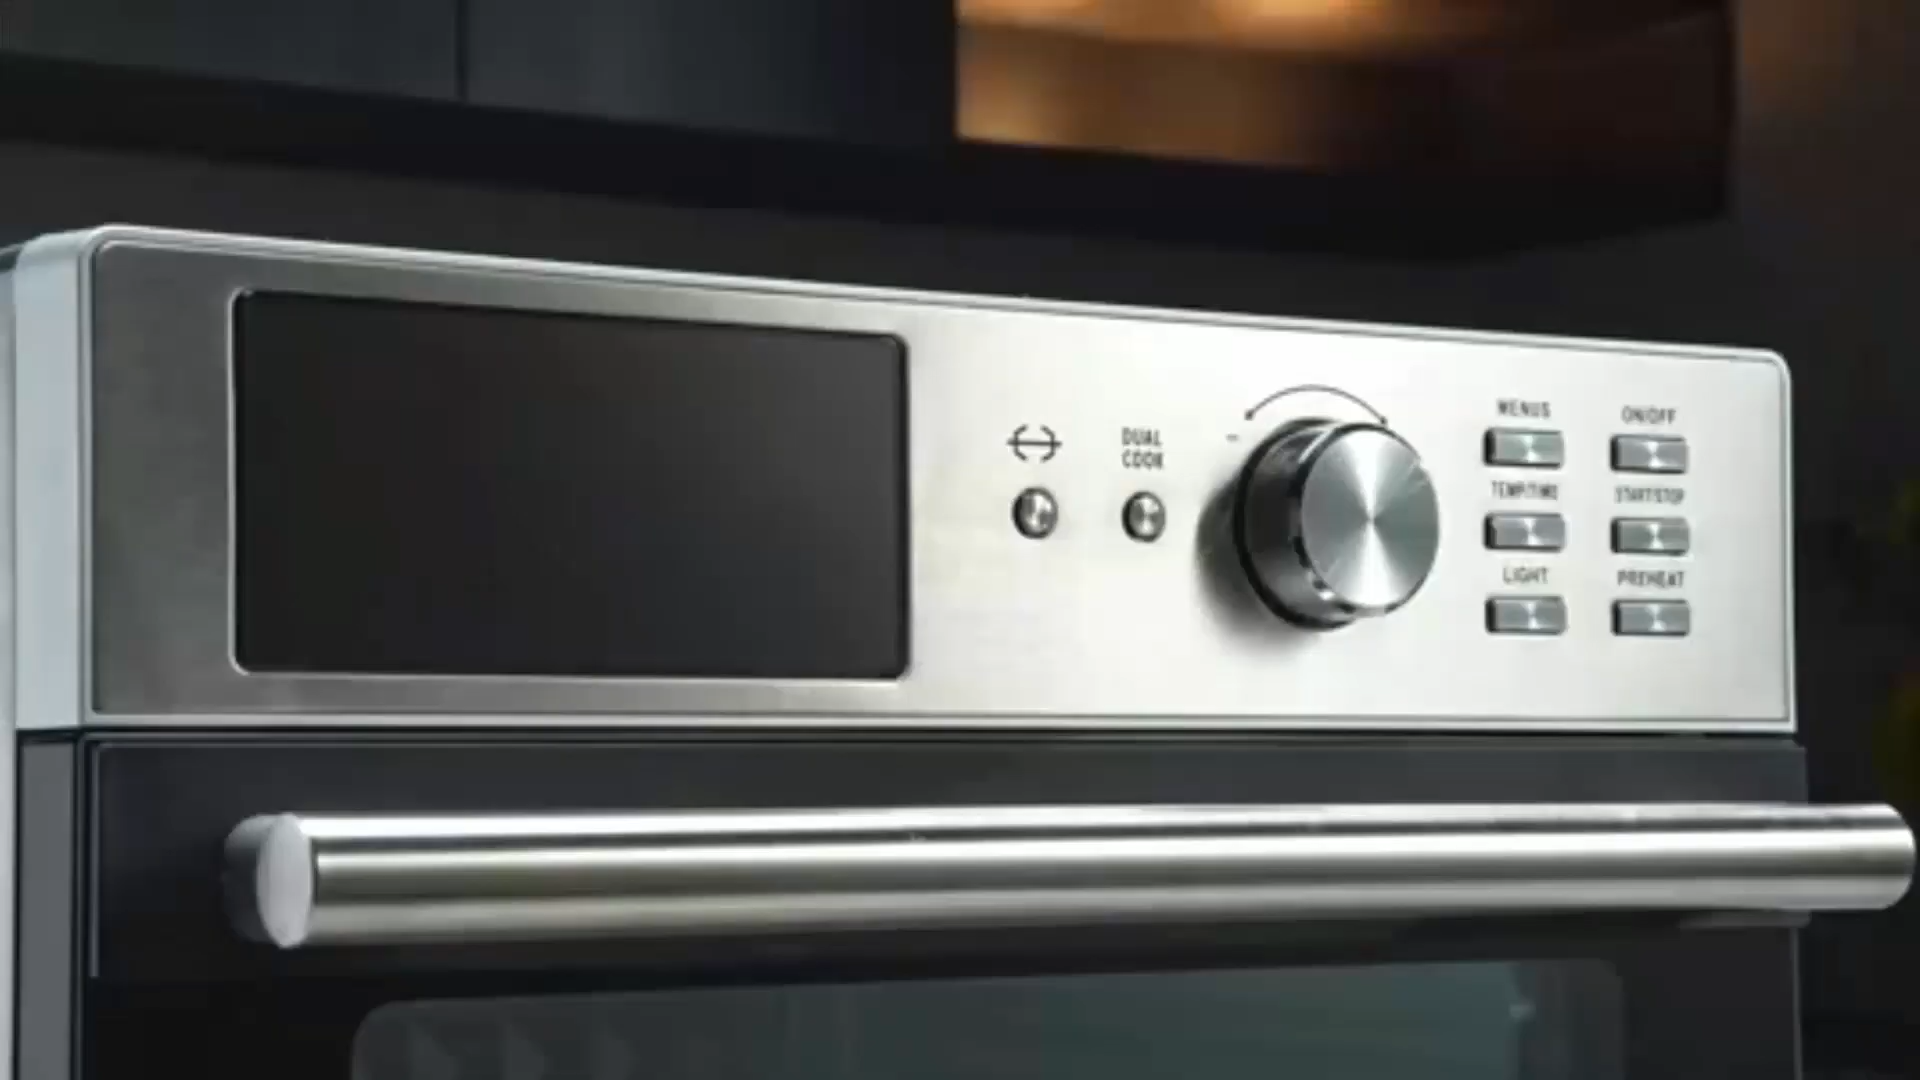 DUAL
COOK
MENUS
ON/OFF
TEMP/TIME
START/STOP
LIGHT
PREHEAT